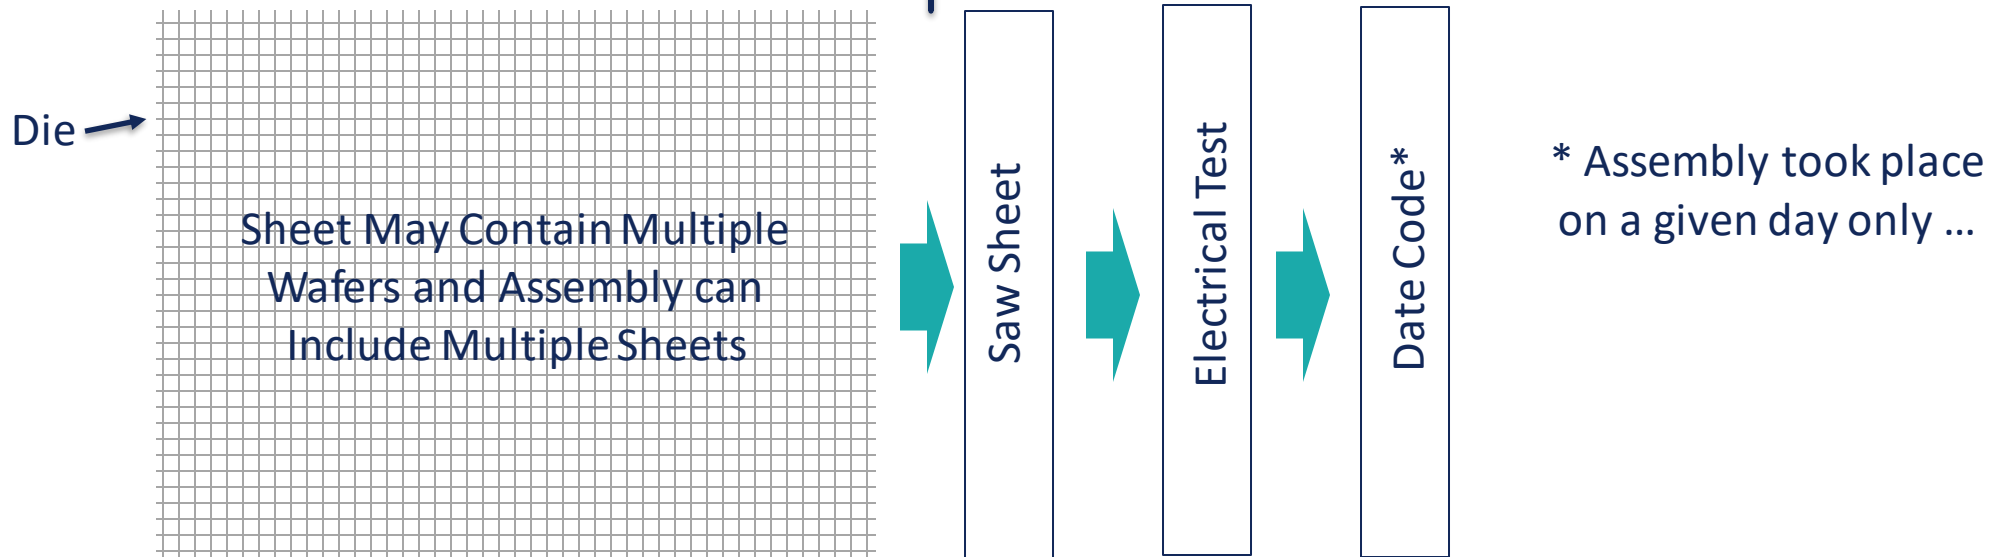 Die
Sheet May Contain Multiple
Wafers and Assembly can
Include Multiple Sheets
Saw Sheet
Electrical Test
Date Code*
* Assembly took place
on a given day only ...